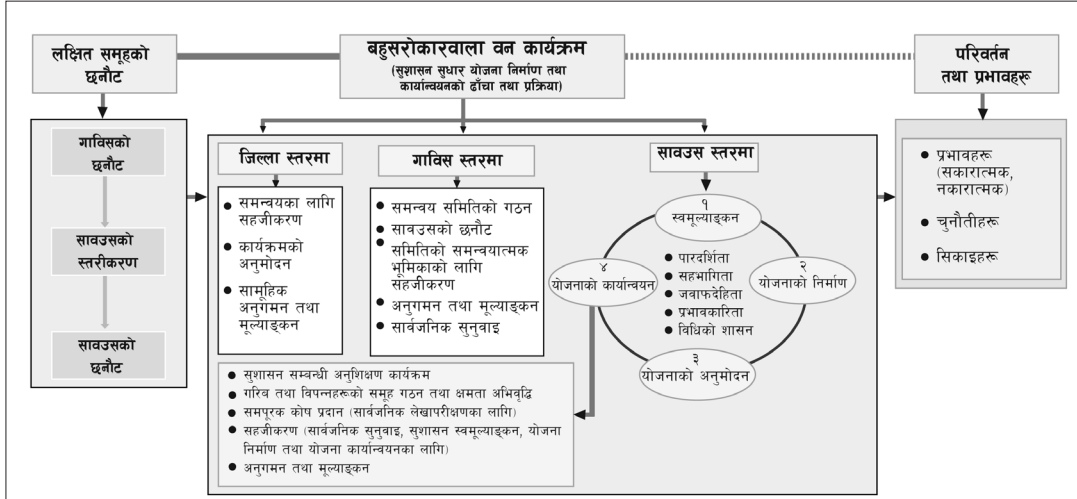 लक्षित समूहको
छनौट
बहुसरोकारवाला वन कार्यक्रम
(सुशासन सुधार योजना निर्माण तथा
कार्यान्वयनको ढाँचा तथा प्रक्रिया)
परिवर्तन
तथा प्रभावहरू
गाविसको
छनौट
सावउसको
स्तरीकरण
सावउसको
छनौट
जिल्ला स्तरमा
समन्वयका लागि
सहजीकरण
कार्यक्रमको
अनुमोदन
सामूहिक
अनुगमन तथा
मूल्याङ्कन
गाविस स्तरमा
समन्वय समितिको गठन
सावउसको छनौट
समितिको समन्वयात्मक
भूमिकाको लागि
सहजीकरण
अनुगमन तथा मूल्याङ्कन
सार्वजनिक सुनुवाइ
सावउस स्तरमा
१
स्वमूल्याङ्कन
२
योजनाको निर्माण
३
योजनाको अनुमोदन
४
योजनाको कार्यान्वयन
पारदर्शिता
सहभागिता
जवाफदेहिता
प्रभावकारिता
विधिको शासन
सुशासन सम्बन्धी अनुशिक्षण कार्यक्रम
गरिब तथा विपन्नहरूको समूह गठन तथा क्षमता अभिवृद्धि
समपूरक कोष प्रदान (सार्वजनिक लेखापरीक्षणका लागि)
सहजीकरण (सार्वजनिक सुनुवाइ, सुशासन स्वमूल्याङ्कन, योजना
निर्माण तथा योजना कार्यान्वयनका लागि)
अनुगमन तथा मूल्याङ्कन
प्रभावहरू
(सकारात्मक,
नकारात्मक)
चुनौतीहरू
सिकाइहरू